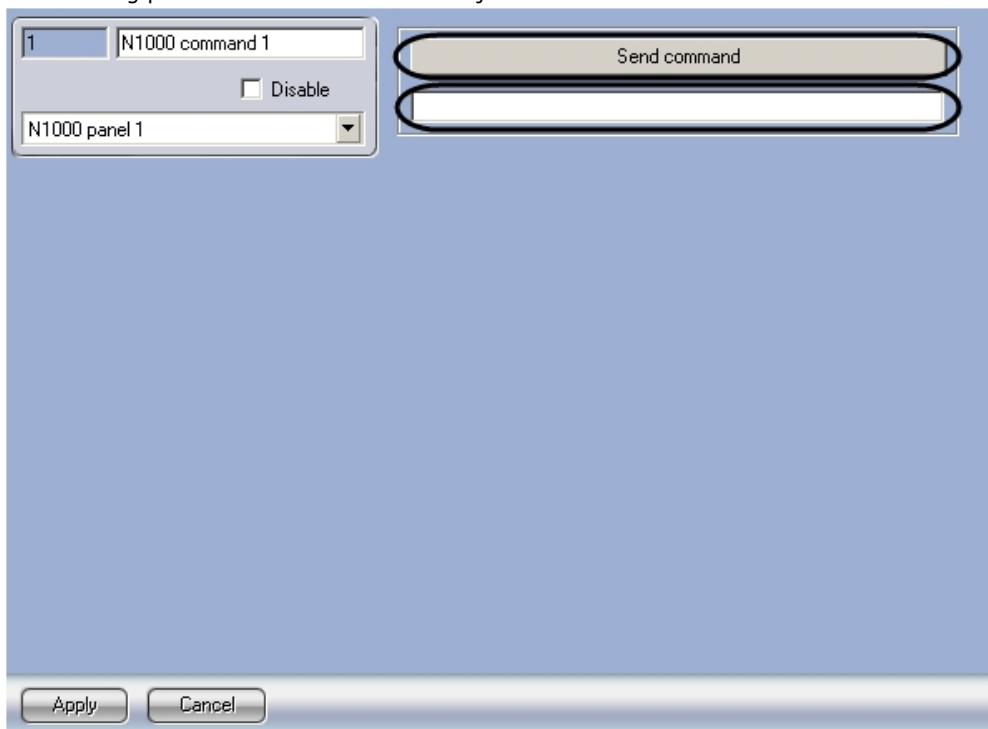 1 N1000 command 1
Send command
Disable
N1000 panel 1
Apply Cancel